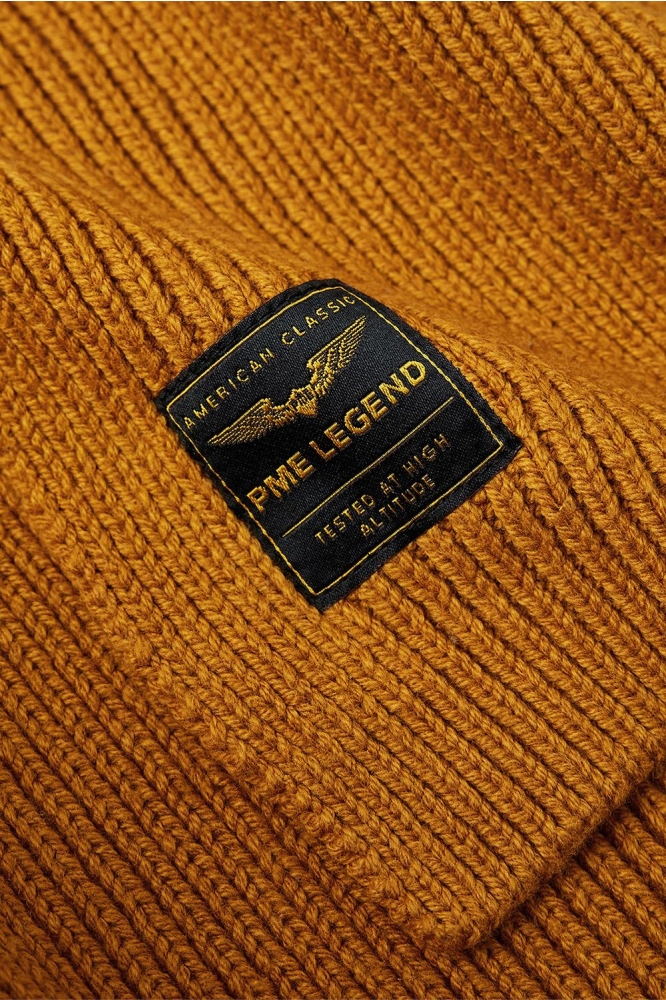 AMERICAN CLASSIC
PME LEGEND
TESTED AT HIGH
ALTITUDE